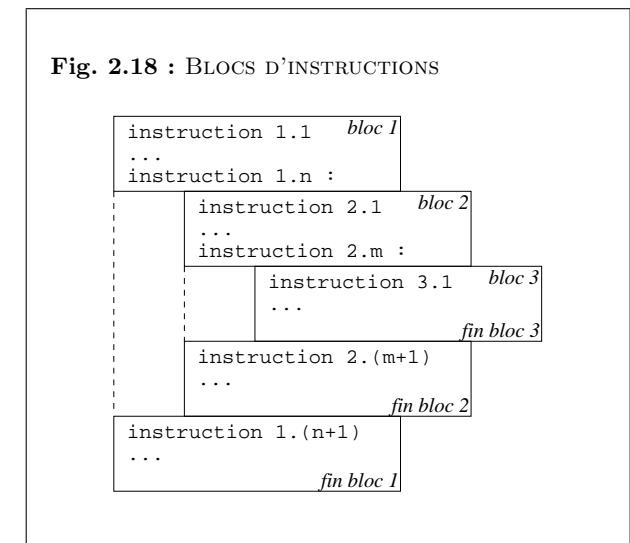 Fig. 2.18 : Blocs d'instructions
instruction 1.1 bloc 1
...
instruction 1.n :
instruction 2.1 bloc 2
...
instruction 2.m :
instruction 3.1 bloc 3
...
fin bloc 3
instruction 2.(m+1)
...
fin bloc 2
instruction 1.(n+1)
...
fin bloc 1